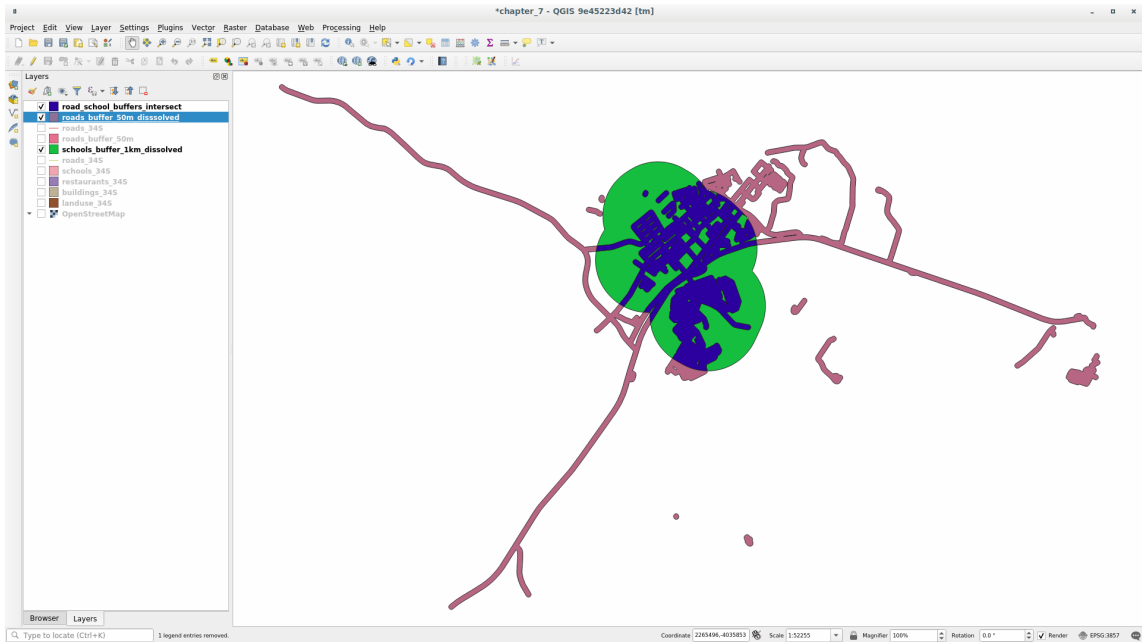 *chapter_7 - QGIS 9e45223d42 [tm]
Project Edit View Layer Settings Plugins Vector Raster Database Web Processing Help
Layers
road_school_buffers_intersect
roads_buffer_50m_disssolved
roads_34S
roads_buffer_50m
schools_buffer_1km_dissolved
roads_34S
schools_34S
restaurants_34S
buildings_34S
landuse_34S
OpenStreetMap
Browser Layers
Type to locate (Ctrl+K) 1 legend entries removed. Coordinate 2265496,-4035853 Scale 1:52255 Magnifier 100% Rotation 0.0 ° Render EPSG:3857